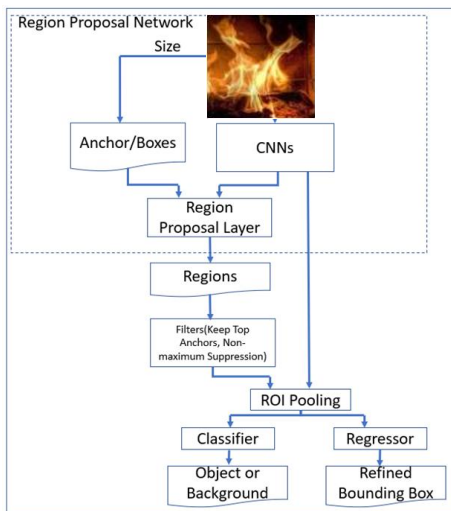 Region Proposal Network
Size
Anchor/Boxes
CNNs
Region
Proposal Layer
Regions
Filters(Keep Top
Anchors, Non-
maximum Suppression)
ROI Pooling
Classifier
Regressor
Object or
Background
Refined
Bounding Box